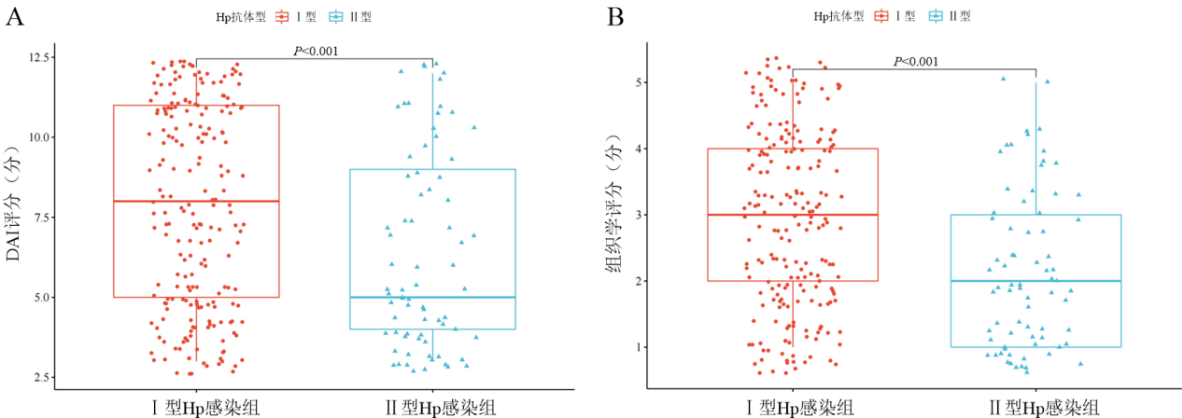 A
Hp抗体型 Ⅰ型 Ⅱ型
P<0.001
DAI评分（分）
12.5
10.0
7.5
5.0
2.5
Ⅰ型Hp感染组 Ⅱ型Hp感染组
B
Hp抗体型 Ⅰ型 Ⅱ型
P<0.001
组织学评分（分）
5
4
3
2
1
Ⅰ型Hp感染组 Ⅱ型Hp感染组